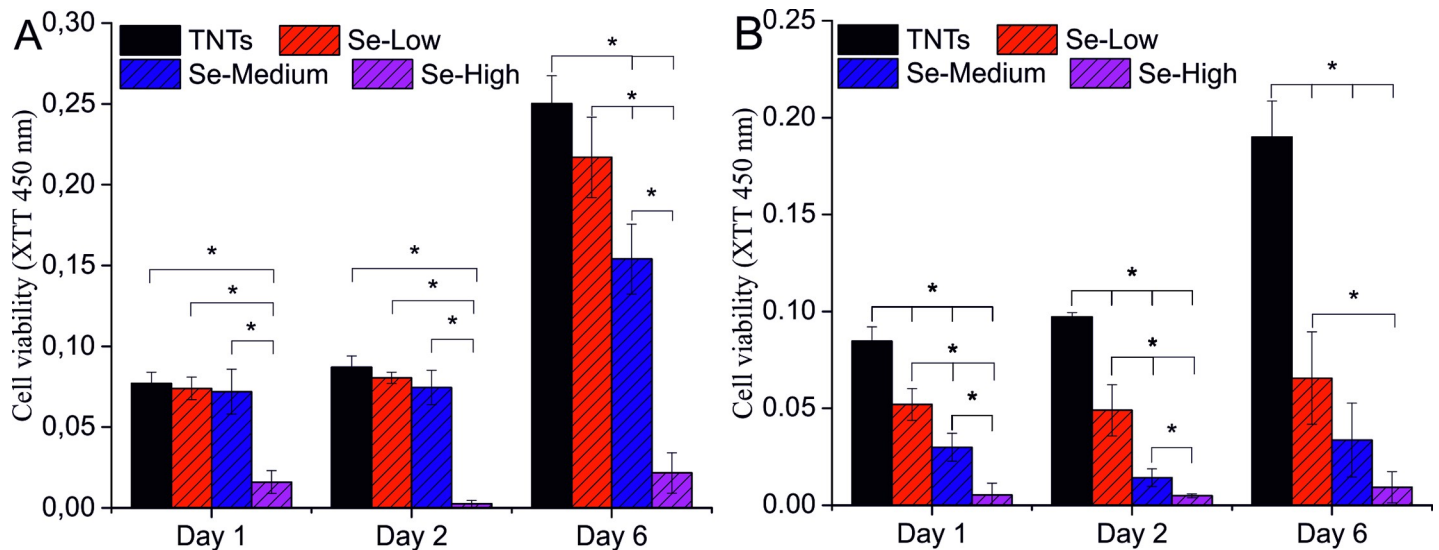 A
TNTs Se-Low
Se-Medium Se-High
Cell viability (XTT 450 nm)
0,30
0,25
0,20
0,15
0,10
0,05
0,00
* * *
* * *
* * *
Day 1 Day 2 Day 6
B
TNTs Se-Low
Se-Medium Se-High
Cell viability (XTT 450 nm)
0.25
0.20
0.15
0.10
0.05
0.00
* * *
* * *
* *
Day 1 Day 2 Day 6